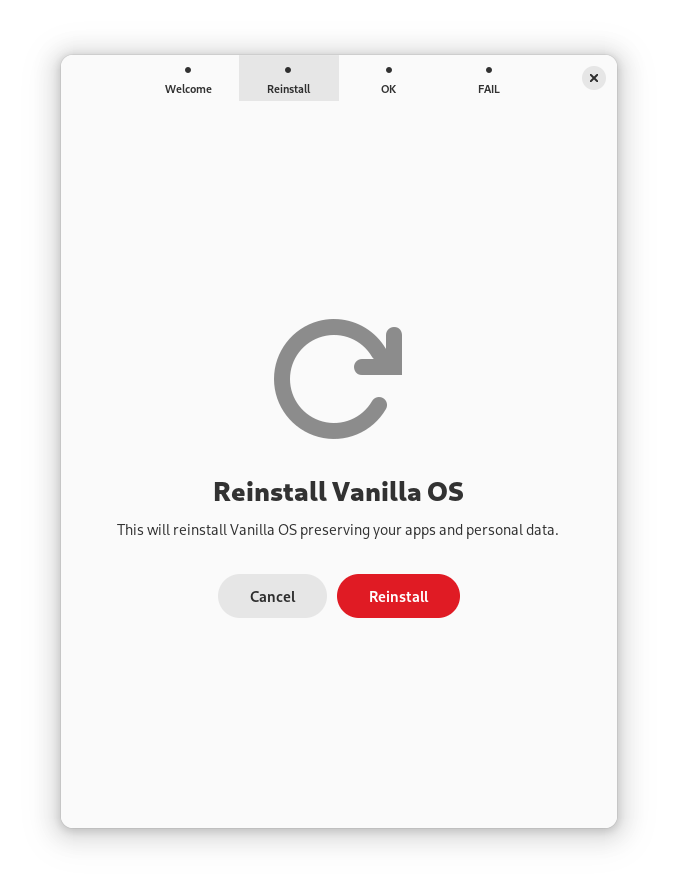 Welcome
Reinstall
OK
FAIL
Reinstall Vanilla OS
This will reinstall Vanilla OS preserving your apps and personal data.
Cancel
Reinstall